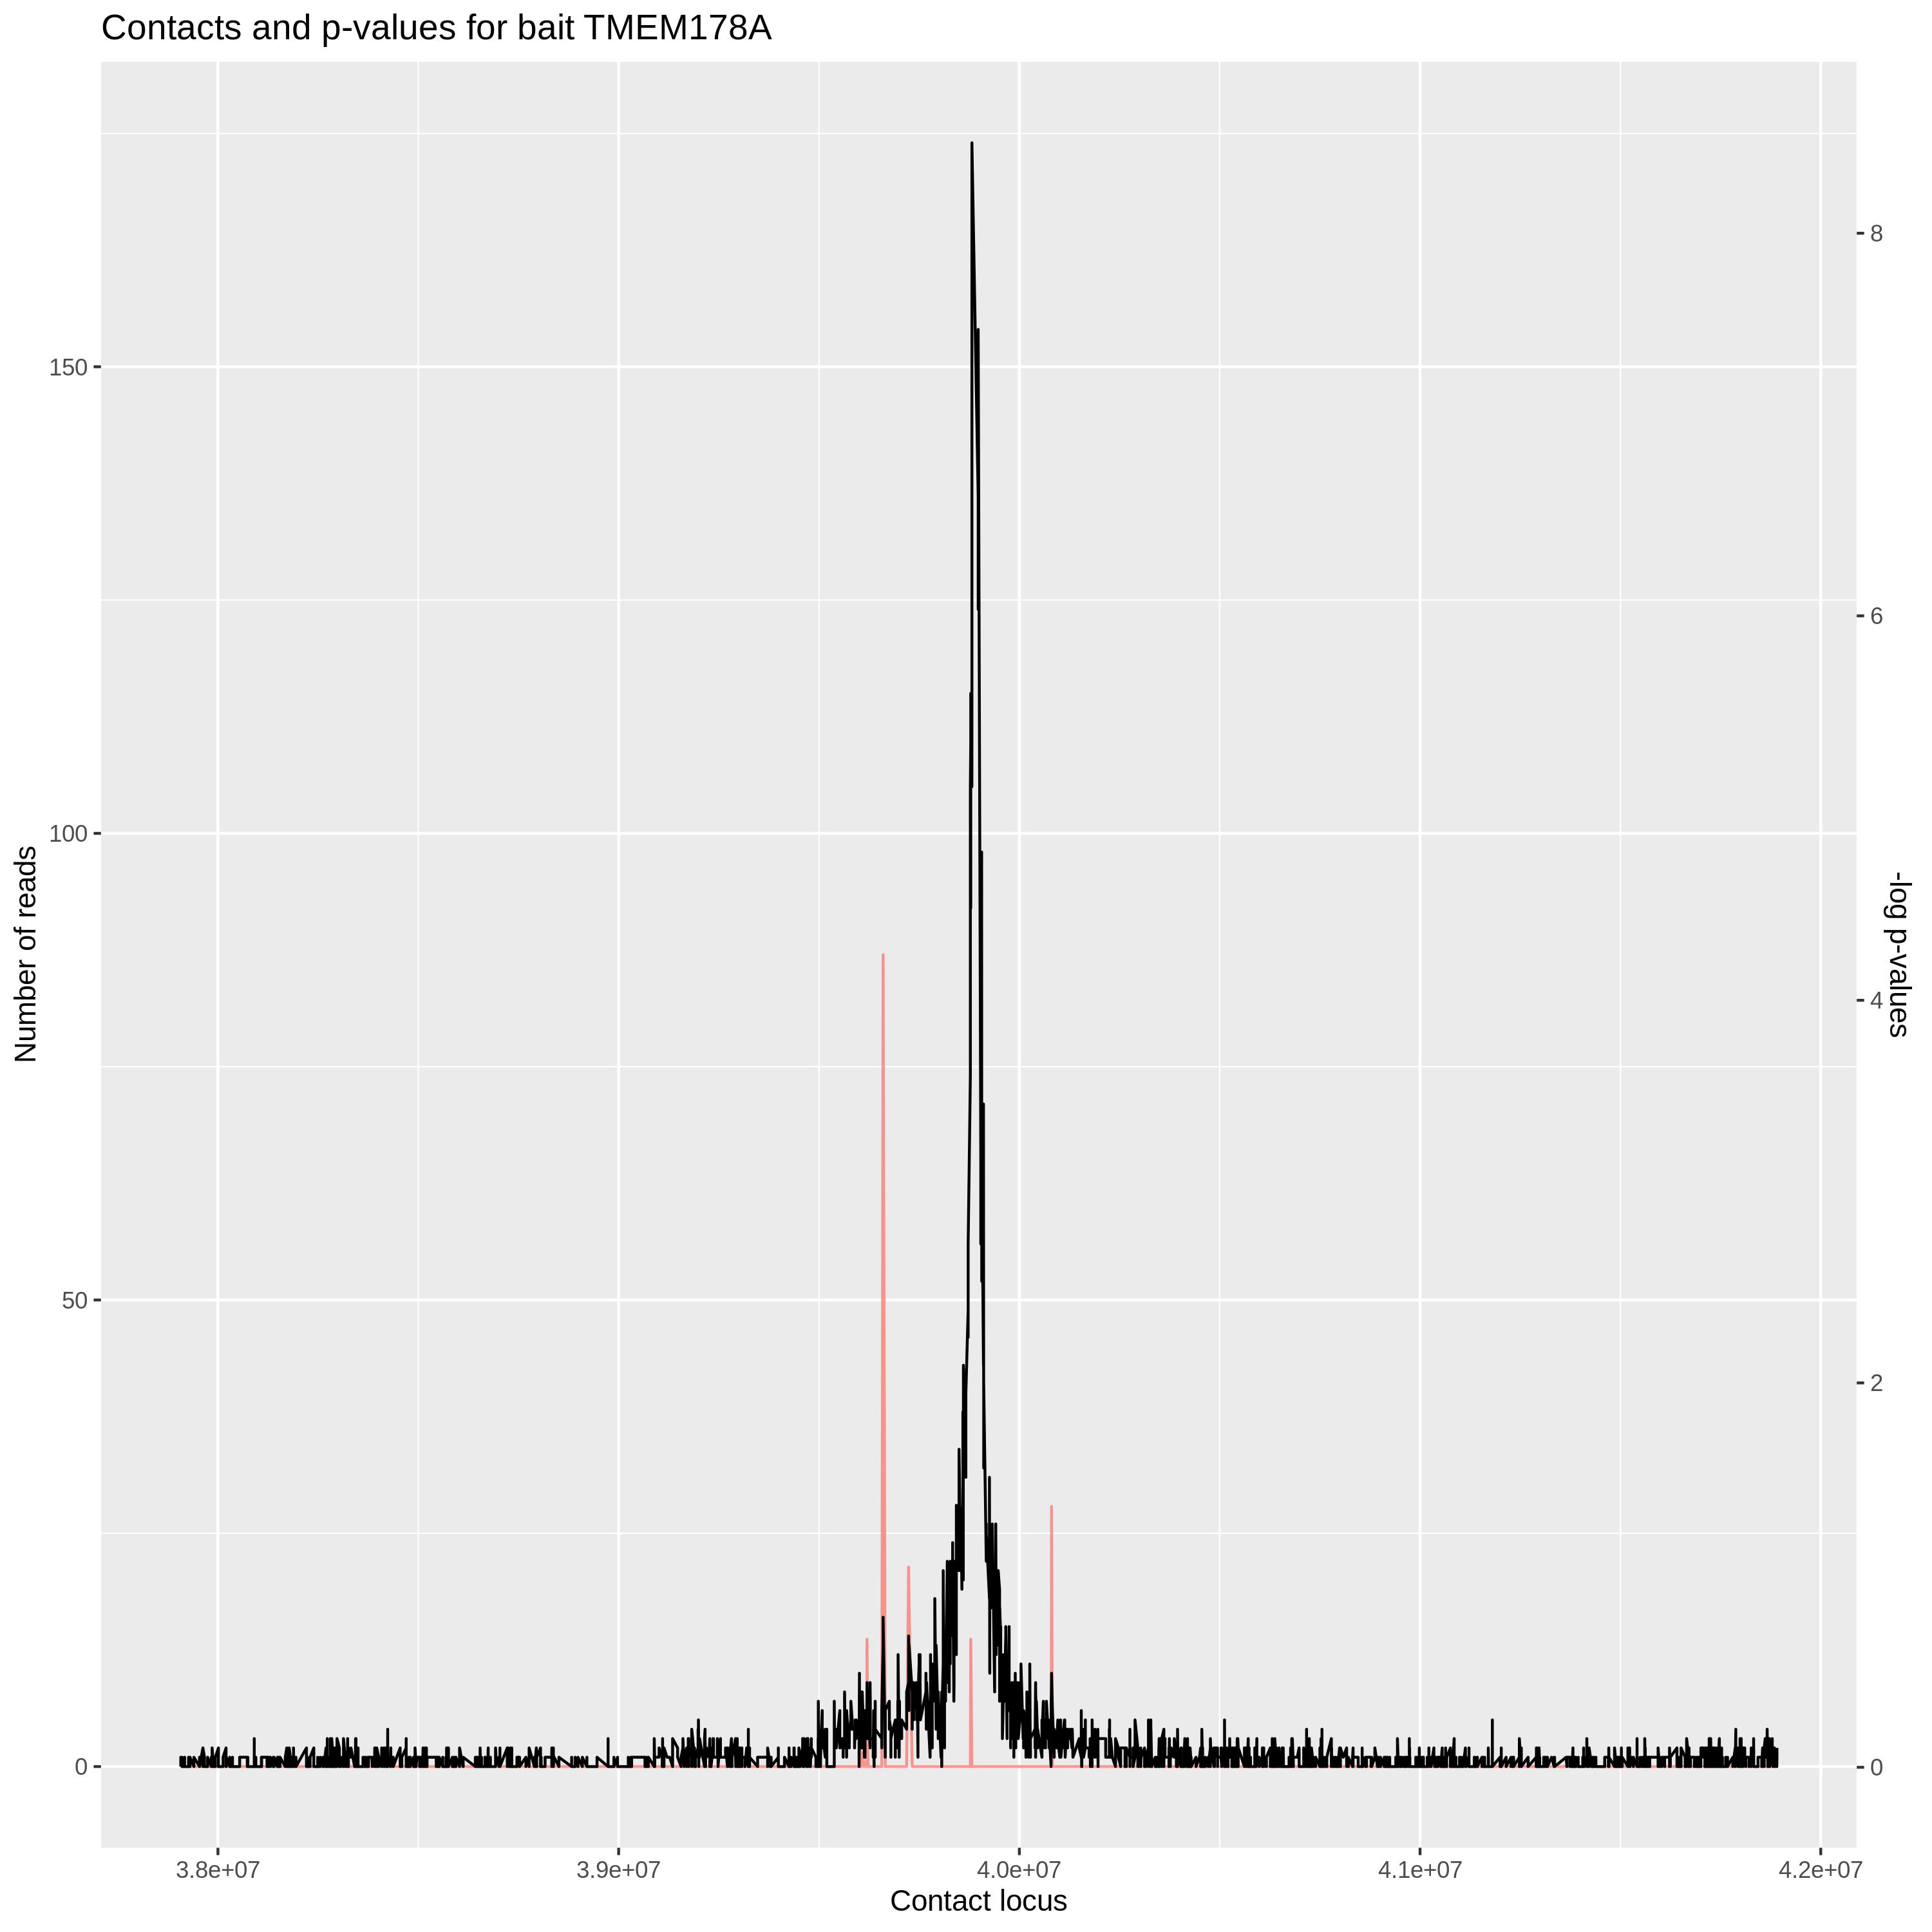 Contacts and p-values for bait TMEM178A
Number of reads
150
100
50
0
8
6
4
2
0
-log p-values
3.8e+07 3.9e+07 4.0e+07 4.1e+07 4.2e+07
Contact locus